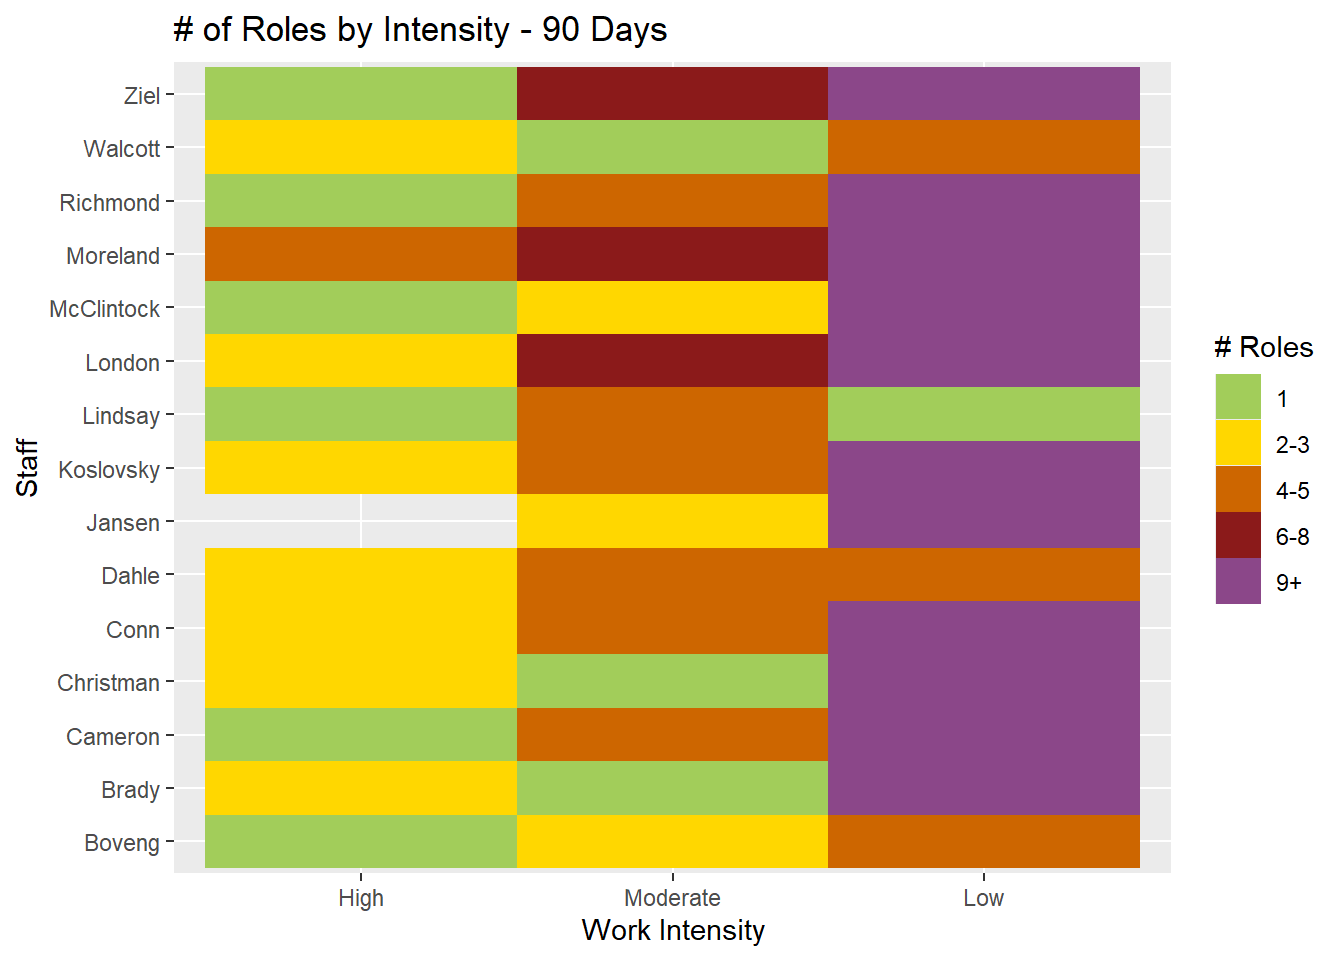 # of Roles by Intensity - 90 Days
Ziel
Walcott
Richmond
Moreland
McClintock
London
Lindsay
Koslovsky
Jansen
Dahle
Conn
Christman
Cameron
Brady
Boveng
Staff
High
Moderate
Low
Work Intensity
# Roles
1
2-3
4-5
6-8
9+